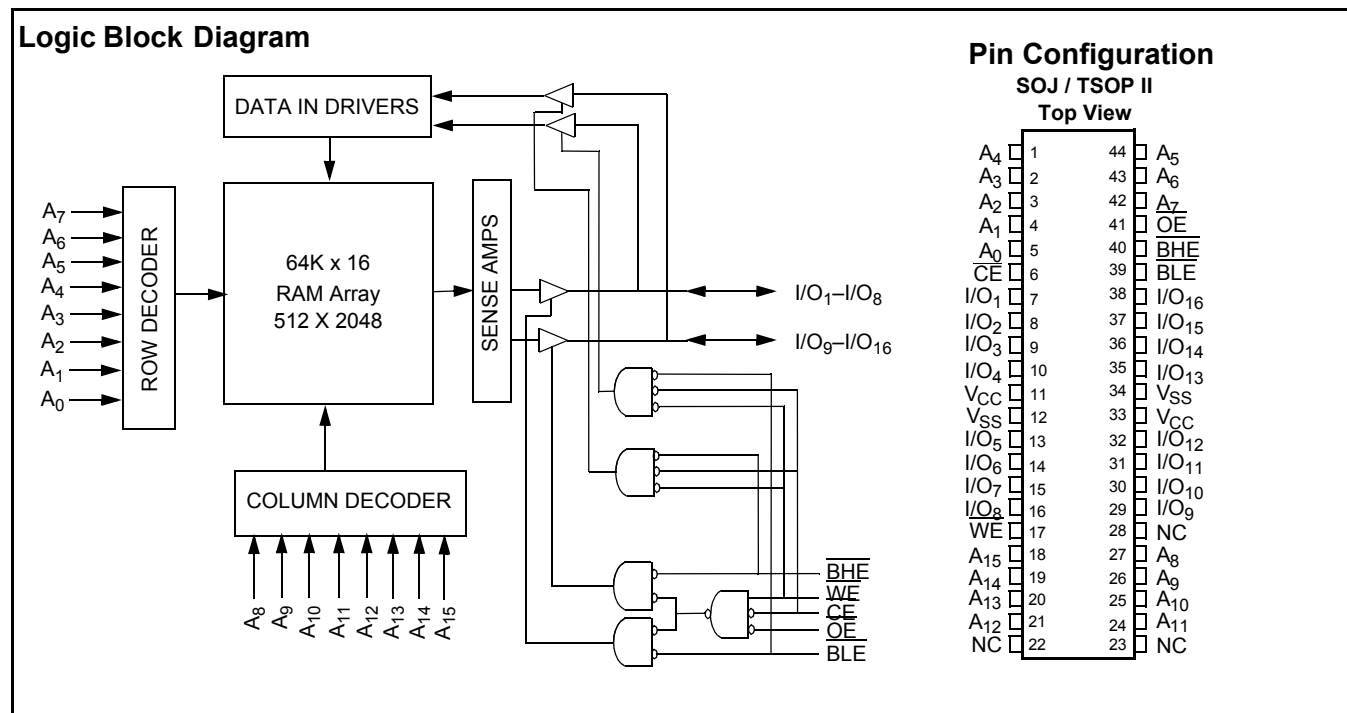 Logic Block Diagram
DATA IN DRIVERS
A7
A6
A5
A4
A3
A2
A1
A0
ROW DECODER
64K x 16
RAM Array
512 X 2048
SENSE AMPS
I/O1–I/O8
I/O9–I/O16
COLUMN DECODER
A8
A9
A10
A11
A12
A13
A14
A15
BHE
WE
CE
OE
BLE
Pin Configuration
SOJ / TSOP II
Top View
A4 1 44 A5
A3 2 43 A6
A2 3 42 A7
A1 4 41 OE
A0 5 40 BHE
CE 6 39 BLE
I/O1 7 38 I/O16
I/O2 8 37 I/O15
I/O3 9 36 I/O14
I/O4 10 35 I/O13
VCC 11 34 VSS
VSS 12 33 VCC
I/O5 13 32 I/O12
I/O6 14 31 I/O11
I/O7 15 30 I/O10
I/O8 16 29 I/O9
WE 17 28 NC
A15 18 27 A8
A14 19 26 A9
A13 20 25 A10
A12 21 24 A11
NC 22 23 NC